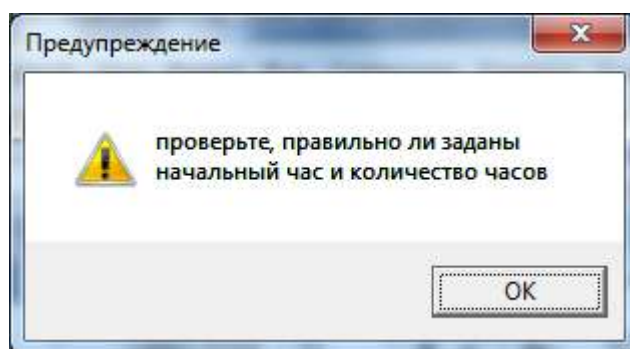 Предупреждение
проверьте, правильно ли заданы
начальный час и количество часов
OK